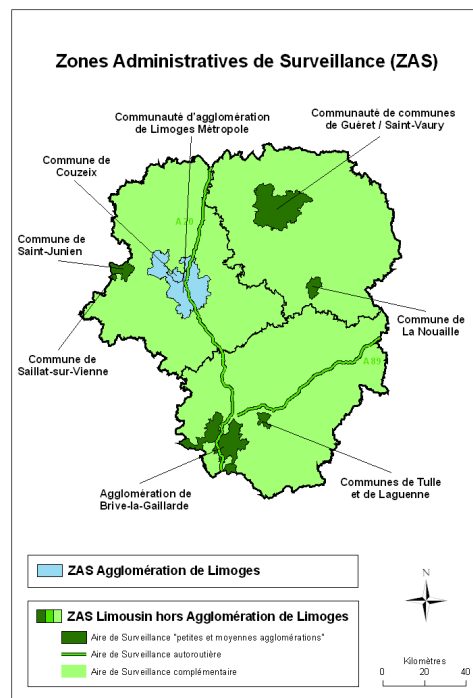 Zones Administratives de Surveillance (ZAS)
Communauté d'agglomération
de Limoges Métropole
Communauté de communes
de Guéret / Saint-Vaury
Commune de
Couzeix
A 20
Commune de
Saint-Junien
Commune de
La Nouaille
Commune de
Saillat-sur-Vienne
A 89
Agglomération de
Brive-la-Gaillarde
Communes de Tulle
et de Laguenne
ZAS Agglomération de Limoges
ZAS Limousin hors Agglomération de Limoges
Aire de Surveillance "petites et moyennes agglomérations"
Aire de Surveillance autoroutière
Aire de Surveillance complémentaire
N
Kilomètres
0 20 40